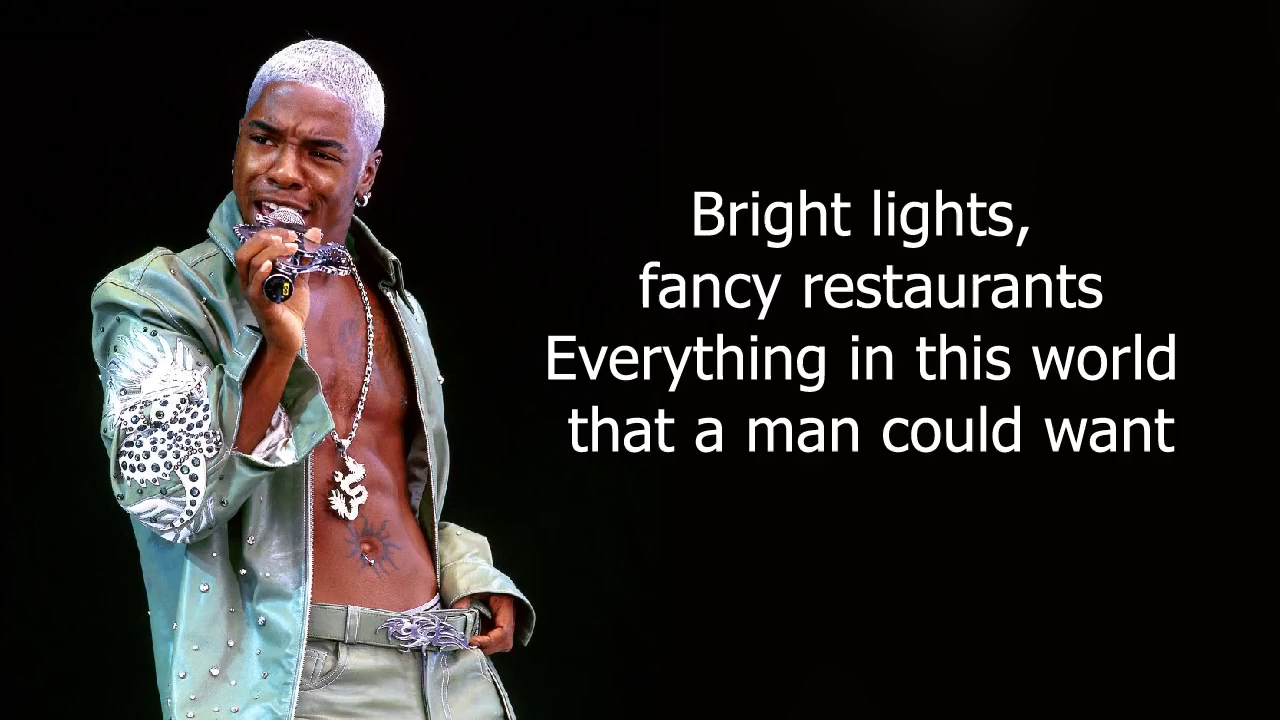 Bright lights,
fancy restaurants
Everything in this world
that a man could want